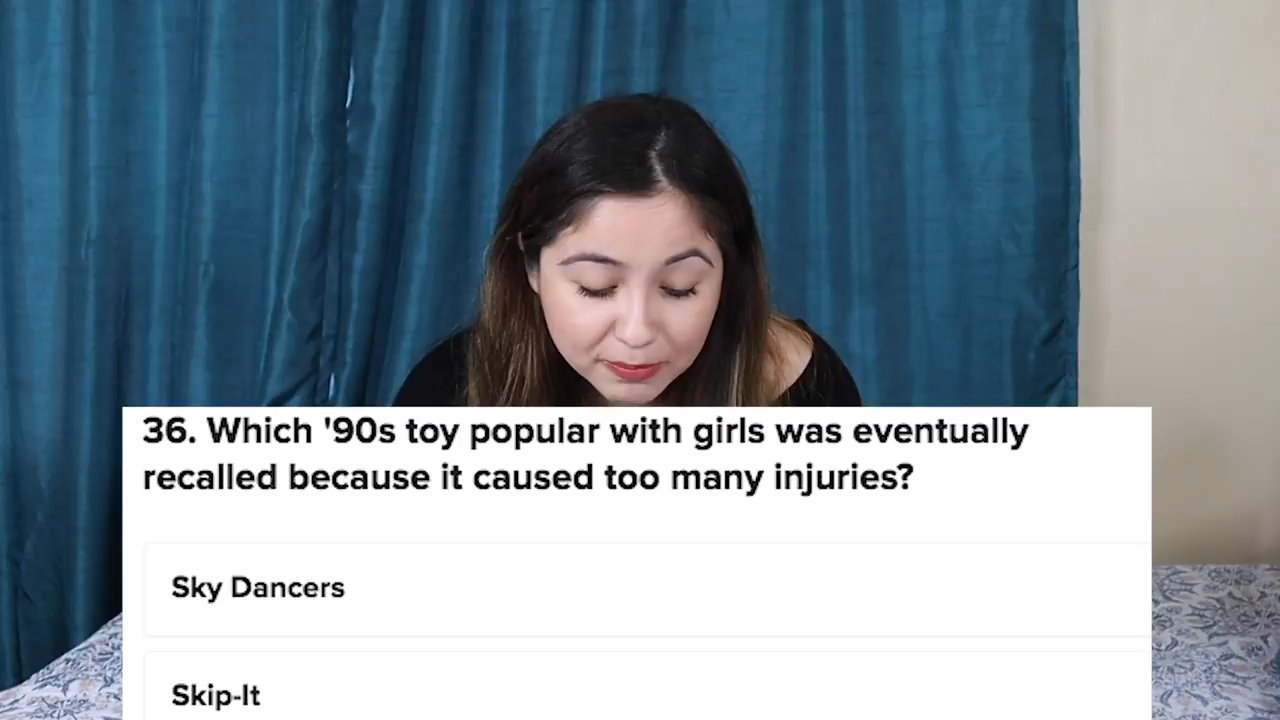 36. Which '90s toy popular with girls was eventually
recalled because it caused too many injuries?
Sky Dancers
Skip-It